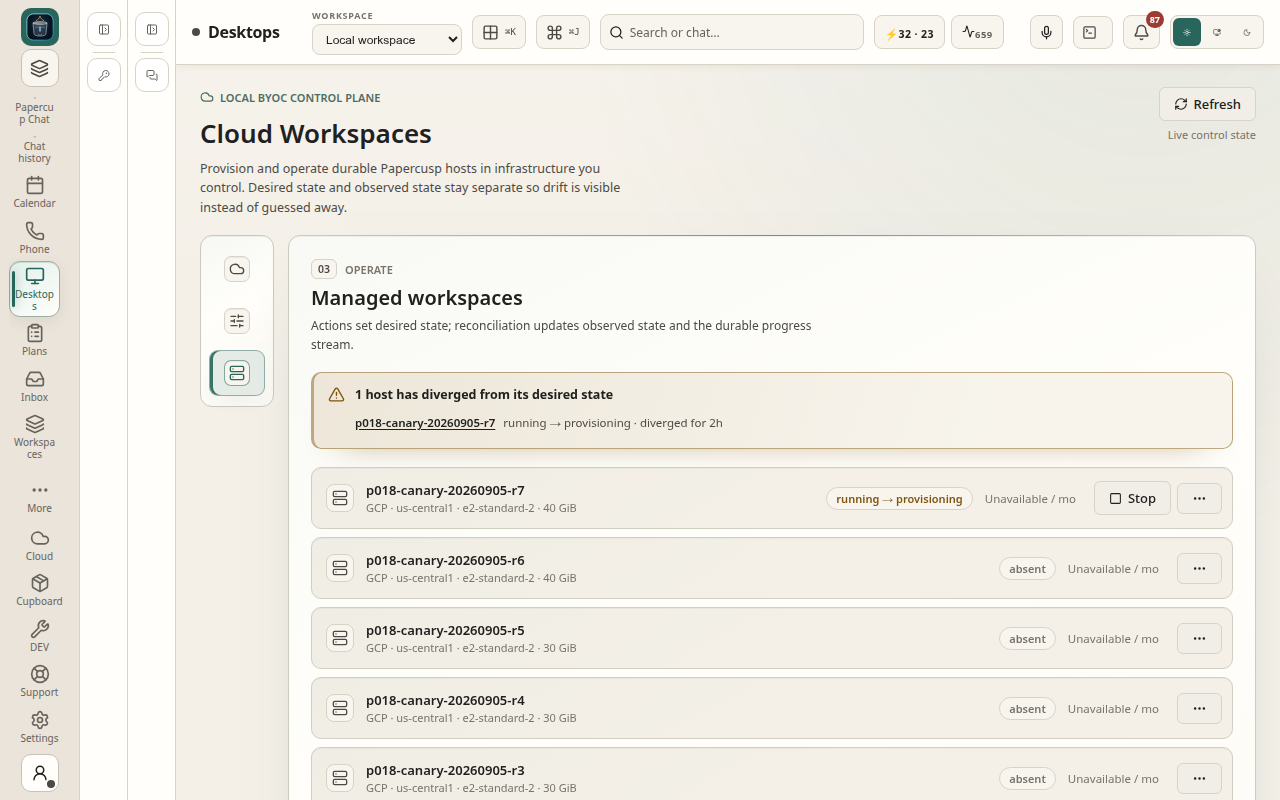 Papercu
p Chat
Chat
history
Calendar
Phone
Desktop
s
Plans
Inbox
Workspa
ces
More
Cloud
Cupboard
DEV
Support
Settings
Desktops
WORKSPACE
Local workspace
⌘K
⌘J
Search or chat...
⚡32 · 23
659
87
LOCAL BYOC CONTROL PLANE
Cloud Workspaces
Provision and operate durable Papercusp hosts in infrastructure you
control. Desired state and observed state stay separate so drift is visible
instead of guessed away.
Refresh
Live control state
03 OPERATE
Managed workspaces
Actions set desired state; reconciliation updates observed state and the durable progress
stream.
1 host has diverged from its desired state
p018-canary-20260905-r7 running → provisioning · diverged for 2h
p018-canary-20260905-r7
GCP · us-central1 · e2-standard-2 · 40 GiB
running → provisioning
Unavailable / mo
Stop
p018-canary-20260905-r6
GCP · us-central1 · e2-standard-2 · 40 GiB
absent
Unavailable / mo
p018-canary-20260905-r5
GCP · us-central1 · e2-standard-2 · 30 GiB
absent
Unavailable / mo
p018-canary-20260905-r4
GCP · us-central1 · e2-standard-2 · 30 GiB
absent
Unavailable / mo
p018-canary-20260905-r3
GCP · us-central1 · e2-standard-2 · 30 GiB
absent
Unavailable / mo